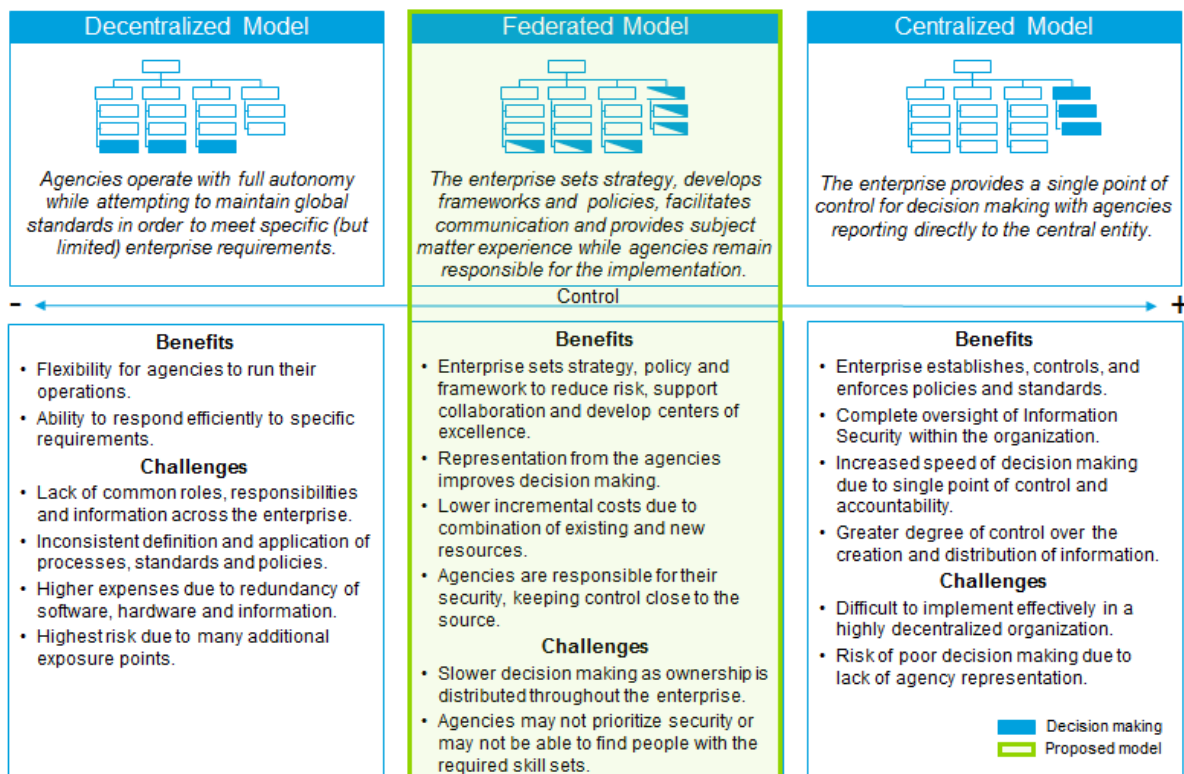 Decentralized Model
Agencies operate with full autonomy
while attempting to maintain global
standards in order to meet specific (but
limited) enterprise requirements.
Federated Model
The enterprise sets strategy, develops
frameworks and policies, facilitates
communication and provides subject
matter experience while agencies remain
responsible for the implementation.
Centralized Model
The enterprise provides a single point of
control for decision making with agencies
reporting directly to the central entity.
-
Control
+
Benefits
• Flexibility for agencies to run their
operations.
• Ability to respond efficiently to specific
requirements.
Challenges
• Lack of common roles, responsibilities
and information across the enterprise.
• Inconsistent definition and application of
processes, standards and policies.
• Higher expenses due to redundancy of
software, hardware and information.
• Highest risk due to many additional
exposure points.
Benefits
• Enterprise sets strategy, policy and
framework to reduce risk, support
collaboration and develop centers of
excellence.
• Representation from the agencies
improves decision making.
• Lower incremental costs due to
combination of existing and new
resources.
• Agencies are responsible for their
security, keeping control close to the
source.
Challenges
• Slower decision making as ownership is
distributed throughout the enterprise.
• Agencies may not prioritize security or
may not be able to find people with the
required skill sets.
Benefits
• Enterprise establishes, controls, and
enforces policies and standards.
• Complete oversight of Information
Security within the organization.
• Increased speed of decision making
due to single point of control and
accountability.
• Greater degree of control over the
creation and distribution of information.
Challenges
• Difficult to implement effectively in a
highly decentralized organization.
• Risk of poor decision making due to
lack of agency representation.
Decision making
Proposed model